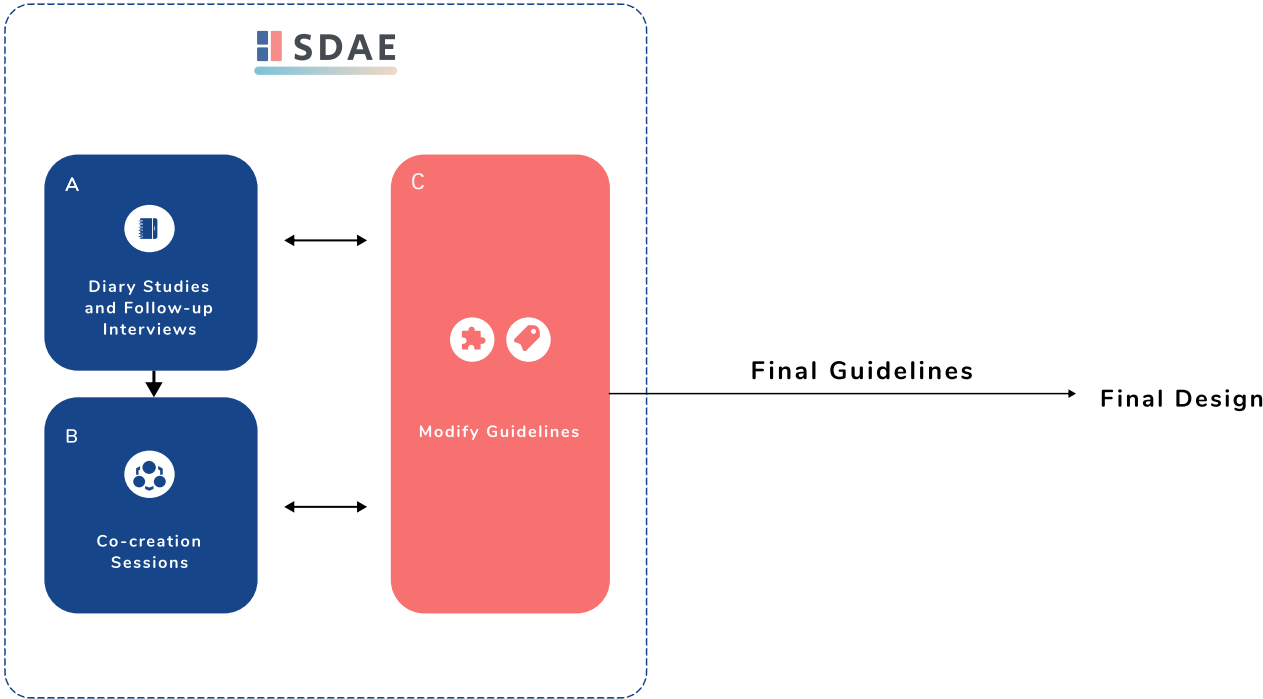 SDAE
A
Diary Studies
and Follow-up
Interviews
B
Co-creation
Sessions
C
Modify Guidelines
Final Guidelines
Final Design